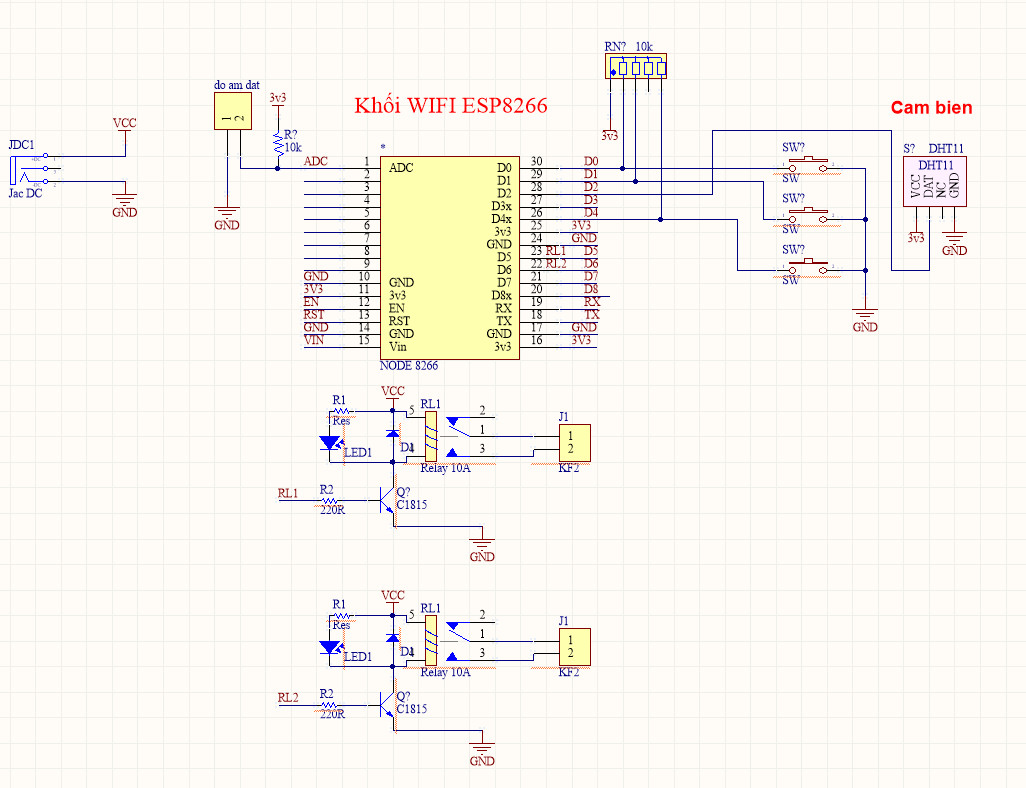 RN? 10k
do am dat
1 2
3v3
R?
10k
Khối WIFI ESP8266
3v3
Cam bien
VCC
JDC1
Jac DC
GND
GND
*
ADC 1 ADC D0 30 D0
2 D1 29 D1
3 D2 28 D2
4 D3x 27 D3
5 D4x 26 D4
6 3v3 25 3V3
7 GND 24 GND
8 D5 23 RL1 D5
9 D6 22 RL2 D6
GND 10 GND D7 21 D7
3V3 11 3v3 D8x 20 D8
EN 12 EN RX 19 RX
RST 13 RST TX 18 TX
GND 14 GND GND 17 GND
VIN 15 Vin 3v3 16 3V3
NODE 8266
SW?
SW
SW?
SW
SW?
SW
GND
S? DHT11
DHT11
VCC
DAT
NC
GND
3v3
GND
VCC
R1
Res
LED1
D1
5
4
RL1
Relay 10A
2
1
3
J1
1
2
KF2
RL1
R2
220R
Q?
C1815
GND
VCC
R1
Res
LED1
D1
5
4
RL1
Relay 10A
2
1
3
J1
1
2
KF2
RL2
R2
220R
Q?
C1815
GND